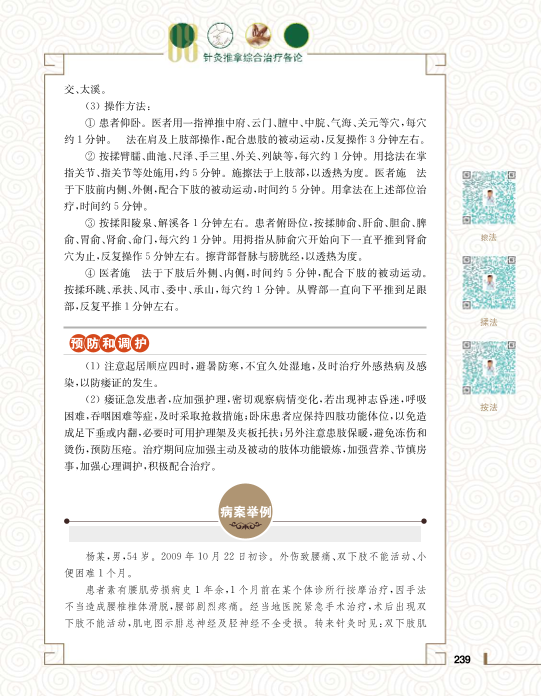 08
针灸推拿综合治疗各论
交、太溪。
(3) 操作方法:
① 患者仰卧。医者用一指禅推中府、云门、膻中、中脘、气海、关元等穴,每穴
约 1 分钟。 法在肩及上肢部操作,配合患肢的被动运动,反复操作 3 分钟左右。
② 按揉臂臑、曲池、尺泽、手三里、外关、列缺等,每穴约 1 分钟。用捻法在掌
指关节、指关节等处施用,约 5 分钟。施擦法于上肢部,以透热为度。医者施 法
于下肢前内侧、外侧,配合下肢的被动运动,时间约 5 分钟。用拿法在上述部位治
疗,时间约 5 分钟。
③ 按揉阳陵泉、解溪各 1 分钟左右。患者俯卧位,按揉肺俞、肝俞、胆俞、脾
俞、胃俞、肾俞、命门,每穴约 1 分钟。用拇指从肺俞穴开始向下一直平推到肾俞
穴为止,反复操作 5 分钟左右。擦背部督脉与膀胱经,以透热为度。
④ 医者施 法于下肢后外侧、内侧,时间约 5 分钟,配合下肢的被动运动。
按揉环跳、承扶、风市、委中、承山,每穴约 1 分钟。从臀部一直向下平推到足跟
部,反复平推 1 分钟左右。
预防和调护
(1) 注意起居顺应四时,避暑防寒,不宜久处湿地,及时治疗外感热病及感
染,以防痿证的发生。
(2) 痿证急发患者,应加强护理,密切观察病情变化,若出现神志昏迷,呼吸
困难,吞咽困难等症,及时采取抢救措施;卧床患者应保持四肢功能体位,以免造
成足下垂或内翻,必要时可用护理架及夹板托扶;另外注意患肢保暖,避免冻伤和
烫伤,预防压疮。治疗期间应加强主动及被动的肢体功能锻炼,加强营养、节慎房
事,加强心理调护,积极配合治疗。
病案举例
杨某,男,54 岁。2009 年 10 月 22 日初诊。外伤致腰痛、双下肢不能活动、小
便困难 1 个月。
患者素有腰肌劳损病史 1 年余,1 个月前在某个体诊所行按摩治疗,因手法
不当造成腰椎椎体滑脱,腰部剧烈疼痛。经当地医院紧急手术治疗,术后出现双
下肢不能活动,肌电图示腓总神经及胫神经不全受损。转来针灸时见:双下肢肌
擦法
揉法
按法
239